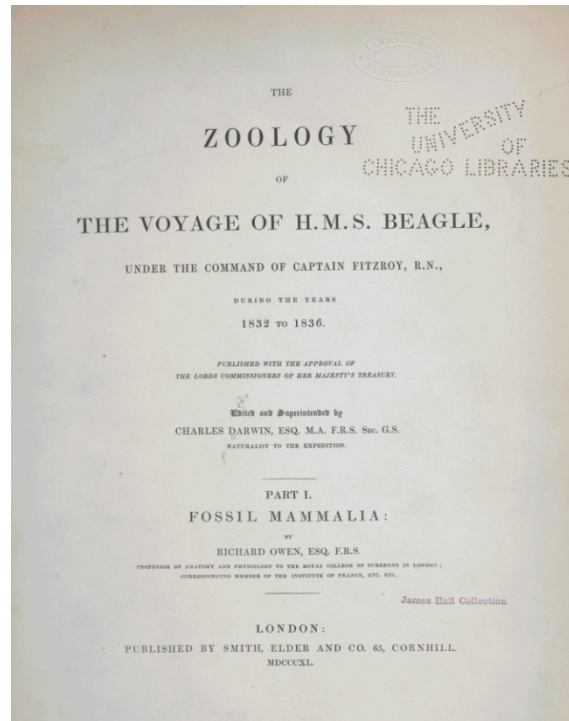 THE
ZOOLOGY
OF
THE VOYAGE OF H.M.S. BEAGLE,
UNDER THE COMMAND OF CAPTAIN FITZROY, R.N.,
DURING THE YEARS
1832 TO 1836.
PUBLISHED WITH THE APPROVAL OF
THE LORDS COMMISSIONERS OF HER MAJESTY'S TREASURY.
Edited and Superintended by
CHARLES DARWIN, ESQ. M.A. F.R.S. SEC. G.S.
NATURALIST TO THE EXPEDITION.
PART I.
FOSSIL MAMMALIA:
BY
RICHARD OWEN, ESQ. F.R.S.
PROFESSOR OF ANATOMY AND PHYSIOLOGY TO THE ROYAL COLLEGE OF SURGEONS IN LONDON;
CORRESPONDING MEMBER OF THE INSTITUTE OF FRANCE, ETC. ETC.
LONDON:
PUBLISHED BY SMITH, ELDER AND CO. 65, CORNHILL.
MDCCCXL.
THE
UNIVERSITY
OF
CHICAGO LIBRARIES
James Hall Collection
JAMES HALL